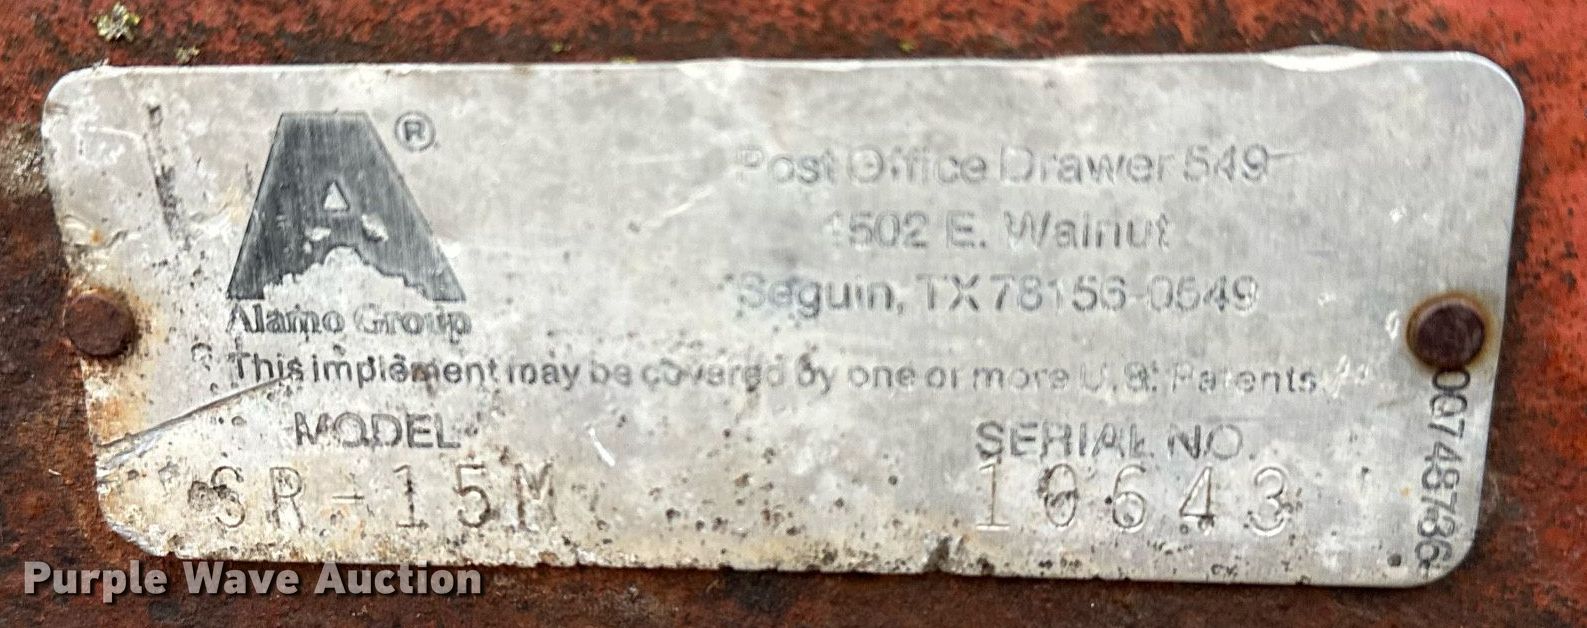 ®
Post Office Drawer 549
1502 E. Walnut
Seguin, TX 78156-0549
Alamo Group
This implement may be covered by one or more U.S. Patents
MODEL
SERIAL NO.
SR-15M
10643
00748736
Purple Wave Auction